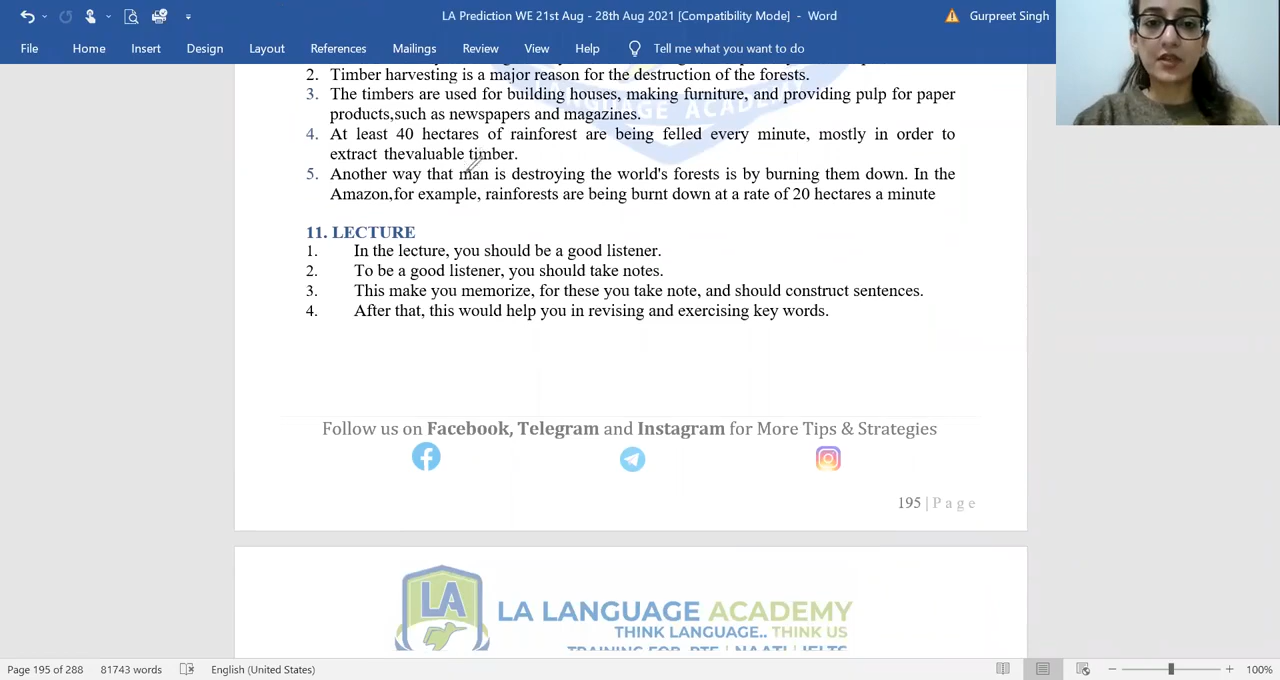 LA Prediction WE 21st Aug - 28th Aug 2021 [Compatibility Mode] - Word
Gurpreet Singh
File Home Insert Design Layout References Mailings Review View Help Tell me what you want to do
2. Timber harvesting is a major reason for the destruction of the forests.
3. The timbers are used for building houses, making furniture, and providing pulp for paper
products,such as newspapers and magazines.
4. At least 40 hectares of rainforest are being felled every minute, mostly in order to
extract thevaluable timber.
5. Another way that man is destroying the world's forests is by burning them down. In the
Amazon,for example, rainforests are being burnt down at a rate of 20 hectares a minute
LANGUAGE ACADEMY
11. LECTURE
1. In the lecture, you should be a good listener.
2. To be a good listener, you should take notes.
3. This make you memorize, for these you take note, and should construct sentences.
4. After that, this would help you in revising and exercising key words.
Follow us on Facebook, Telegram and Instagram for More Tips & Strategies
195 | Page
LA
LA LANGUAGE ACADEMY
THINK LANGUAGE.. THINK US
TRAINING FOR PTE | NAATI | IELTS
Page 195 of 288 81743 words English (United States) 100%